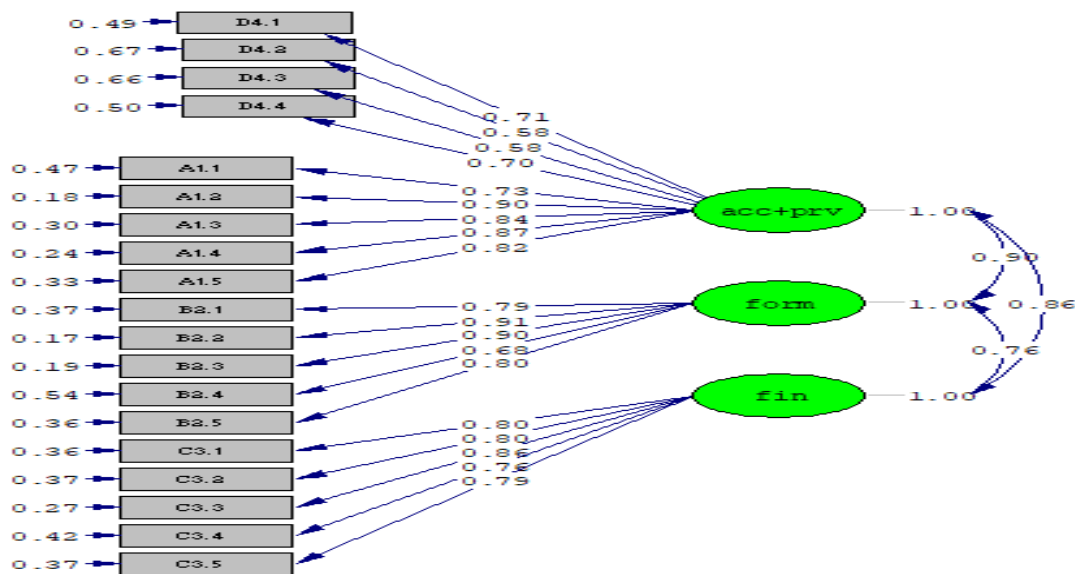 0.49 D4.1
0.67 D4.2
0.66 D4.3
0.50 D4.4
0.71
0.58
0.58
0.70
0.47 A1.1
0.18 A1.2
0.30 A1.3
0.24 A1.4
0.33 A1.5
0.73
0.90
0.84
0.87
0.82
acc+prv 1.00
0.37 B2.1
0.17 B2.2
0.19 B2.3
0.54 B2.4
0.36 B2.5
0.79
0.91
0.90
0.68
0.80
form 1.00
0.36 C3.1
0.37 C3.2
0.27 C3.3
0.42 C3.4
0.37 C3.5
0.80
0.80
0.86
0.76
0.79
fin 1.00
0.90
0.86
0.76